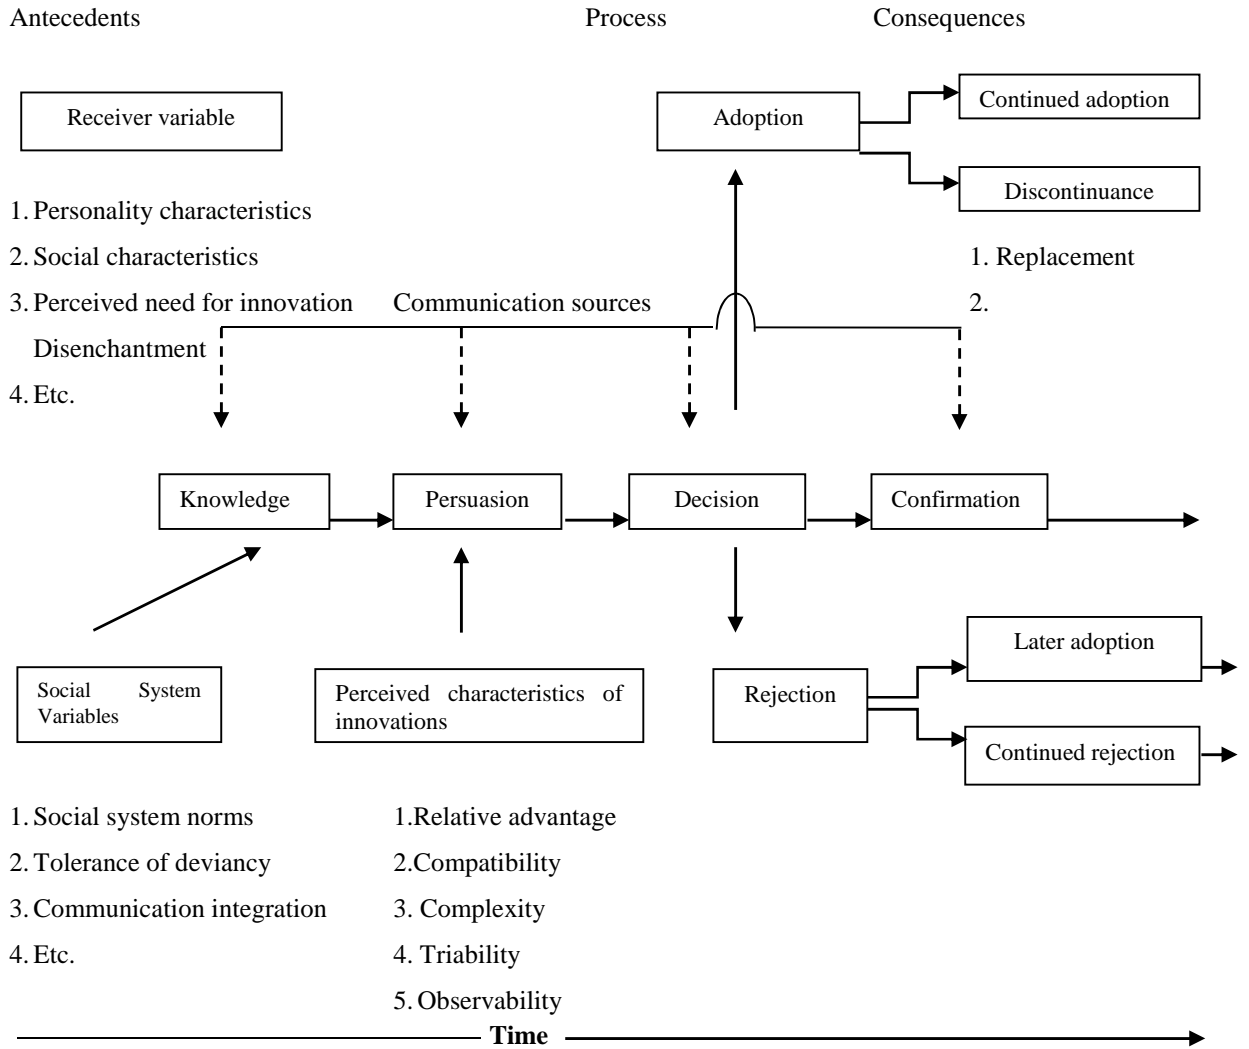 Antecedents Process Consequences
Receiver variable
Adoption
Continued adoption
Discontinuance
1. Personality characteristics
2. Social characteristics
1. Replacement
3. Perceived need for innovation Communication sources
2.
Disenchantment
4. Etc.
Knowledge
Persuasion
Decision
Confirmation
Social System
Variables
Perceived characteristics of
innovations
Rejection
Later adoption
Continued rejection
1. Social system norms
2. Tolerance of deviancy
3. Communication integration
4. Etc.
1.Relative advantage
2.Compatibility
3. Complexity
4. Triability
5. Observability
Time